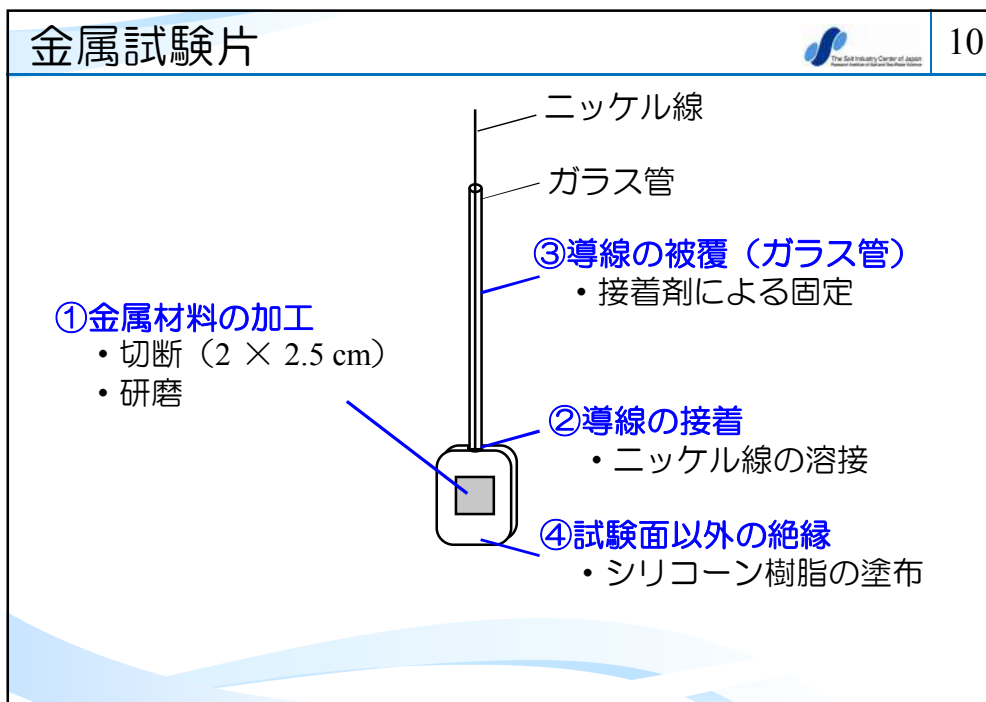 金属試験片
The Salt Industry Center of Japan
10
ニッケル線
ガラス管
③導線の被覆（ガラス管）
・接着剤による固定
①金属材料の加工
・切断（2 × 2.5 cm）
・研磨
②導線の接着
・ニッケル線の溶接
④試験面以外の絶縁
・シリコーン樹脂の塗布